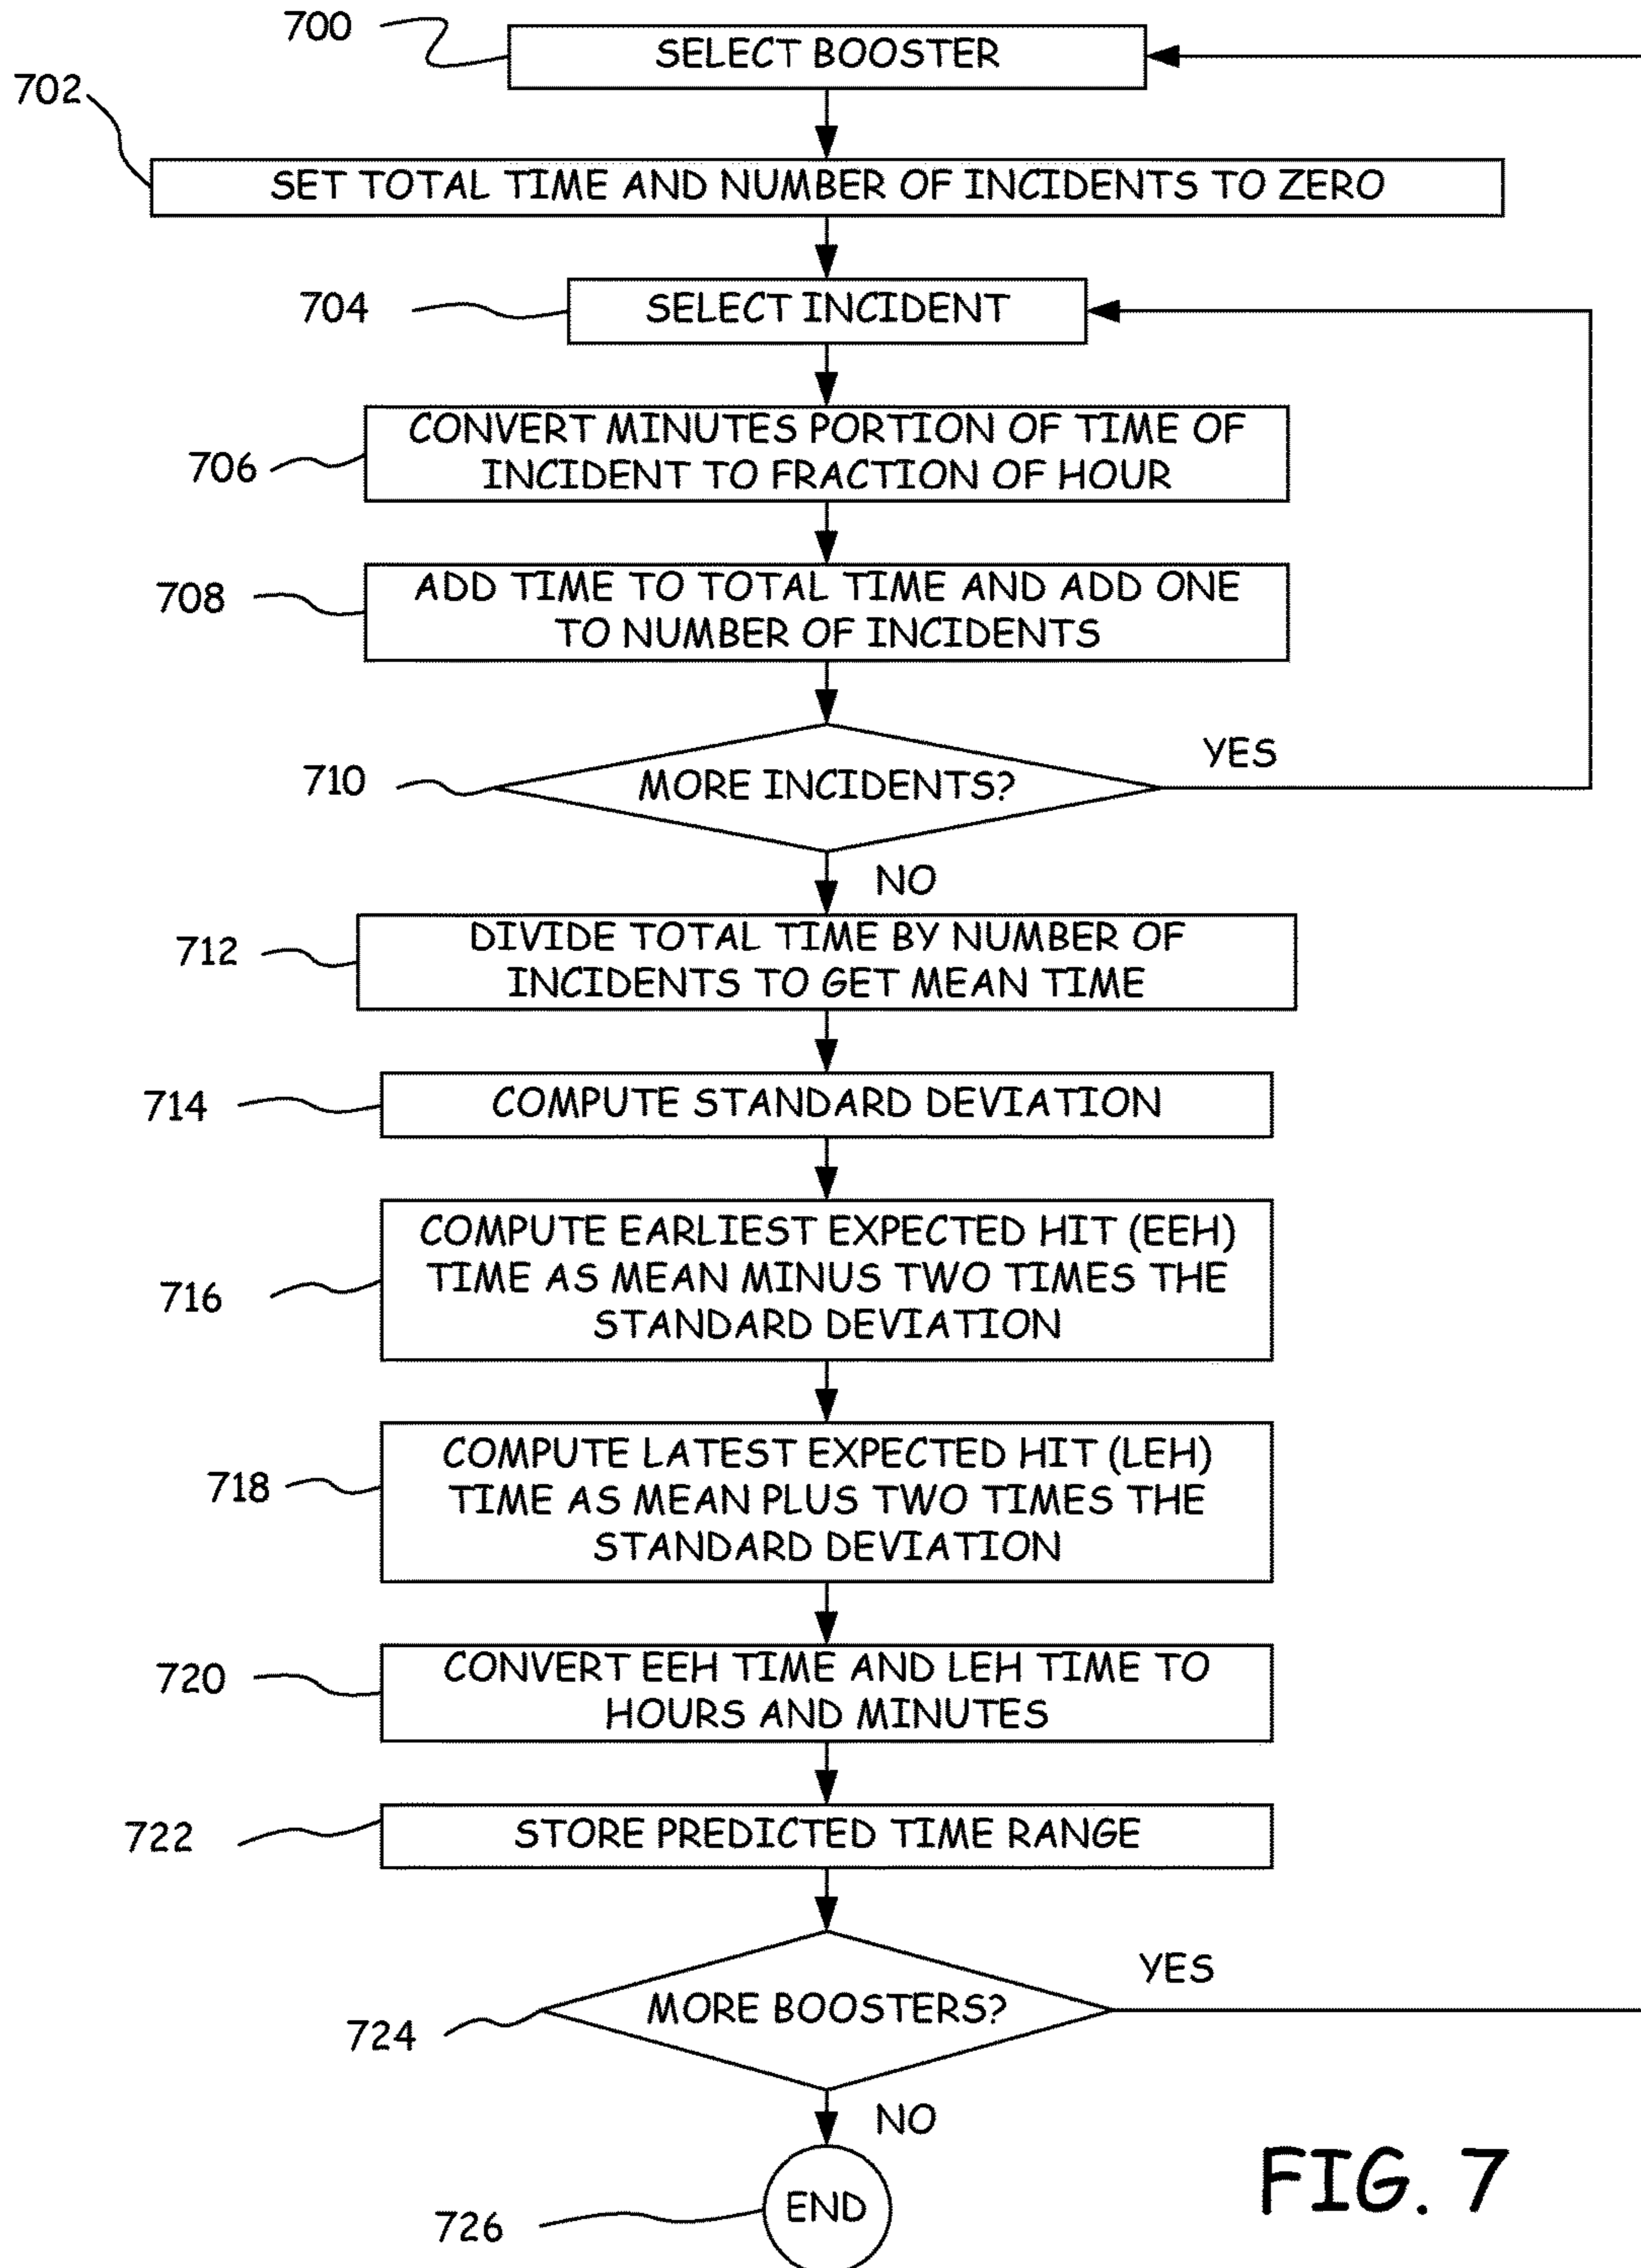 700
SELECT BOOSTER
702
SET TOTAL TIME AND NUMBER OF INCIDENTS TO ZERO
704
SELECT INCIDENT
706
CONVERT MINUTES PORTION OF TIME OF
INCIDENT TO FRACTION OF HOUR
708
ADD TIME TO TOTAL TIME AND ADD ONE
TO NUMBER OF INCIDENTS
710
MORE INCIDENTS?
YES
NO
712
DIVIDE TOTAL TIME BY NUMBER OF
INCIDENTS TO GET MEAN TIME
714
COMPUTE STANDARD DEVIATION
716
COMPUTE EARLIEST EXPECTED HIT (EEH)
TIME AS MEAN MINUS TWO TIMES THE
STANDARD DEVIATION
718
COMPUTE LATEST EXPECTED HIT (LEH)
TIME AS MEAN PLUS TWO TIMES THE
STANDARD DEVIATION
720
CONVERT EEH TIME AND LEH TIME TO
HOURS AND MINUTES
722
STORE PREDICTED TIME RANGE
724
MORE BOOSTERS?
YES
NO
726
END
FIG. 7